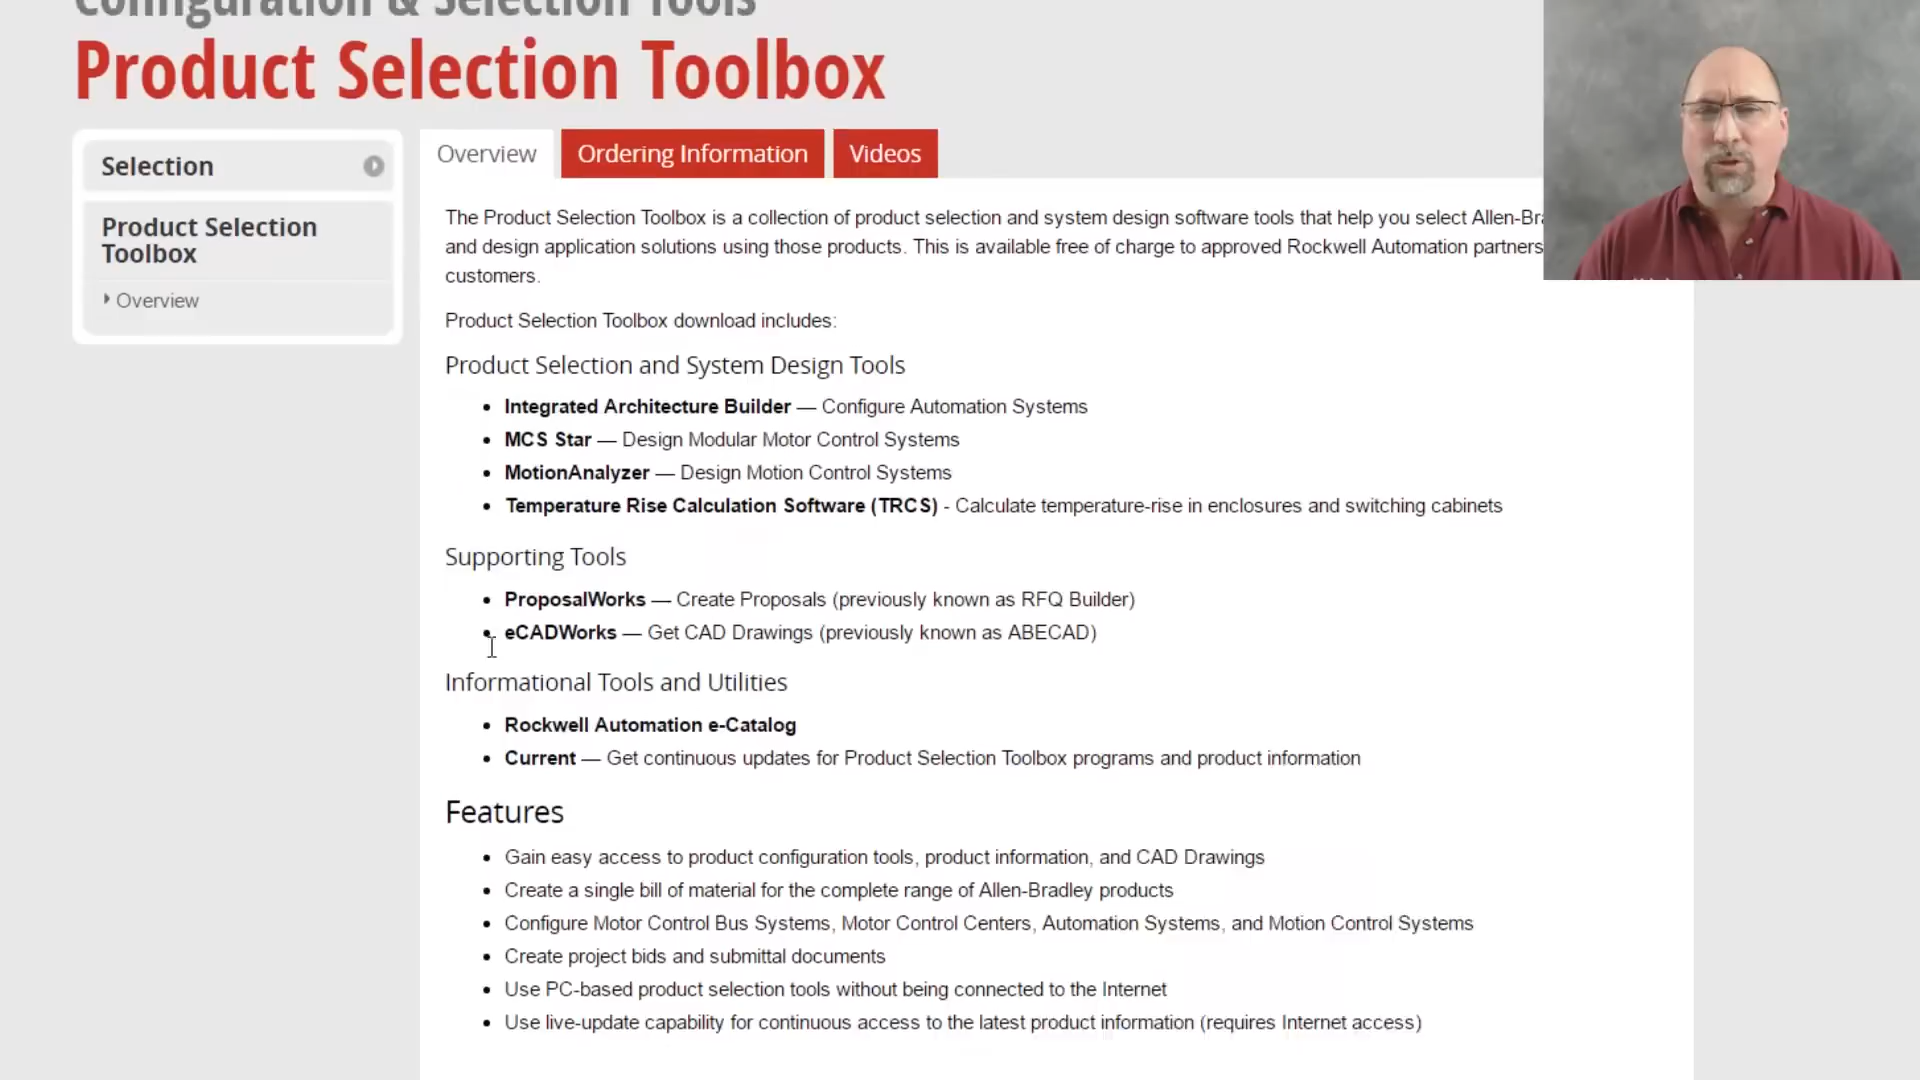 Configuration & Selection Tools
Product Selection Toolbox
Selection
Product Selection
Toolbox
Overview
Overview
Ordering Information
Videos
The Product Selection Toolbox is a collection of product selection and system design software tools that help you select
and design application solutions using those products. This is available free of charge to approved Rockwell Automation partners
customers.
Product Selection Toolbox download includes:
Product Selection and System Design Tools
• Integrated Architecture Builder — Configure Automation Systems
• MCS Star — Design Modular Motor Control Systems
• MotionAnalyzer — Design Motion Control Systems
• Temperature Rise Calculation Software (TRCS) - Calculate temperature-rise in enclosures and switching cabinets
Supporting Tools
• ProposalWorks — Create Proposals (previously known as RFQ Builder)
• eCADWorks — Get CAD Drawings (previously known as ABECAD)
Informational Tools and Utilities
• Rockwell Automation e-Catalog
• Current — Get continuous updates for Product Selection Toolbox programs and product information
Features
• Gain easy access to product configuration tools, product information, and CAD Drawings
• Create a single bill of material for the complete range of Allen-Bradley products
• Configure Motor Control Bus Systems, Motor Control Centers, Automation Systems, and Motion Control Systems
• Create project bids and submittal documents
• Use PC-based product selection tools without being connected to the Internet
• Use live-update capability for continuous access to the latest product information (requires Internet access)